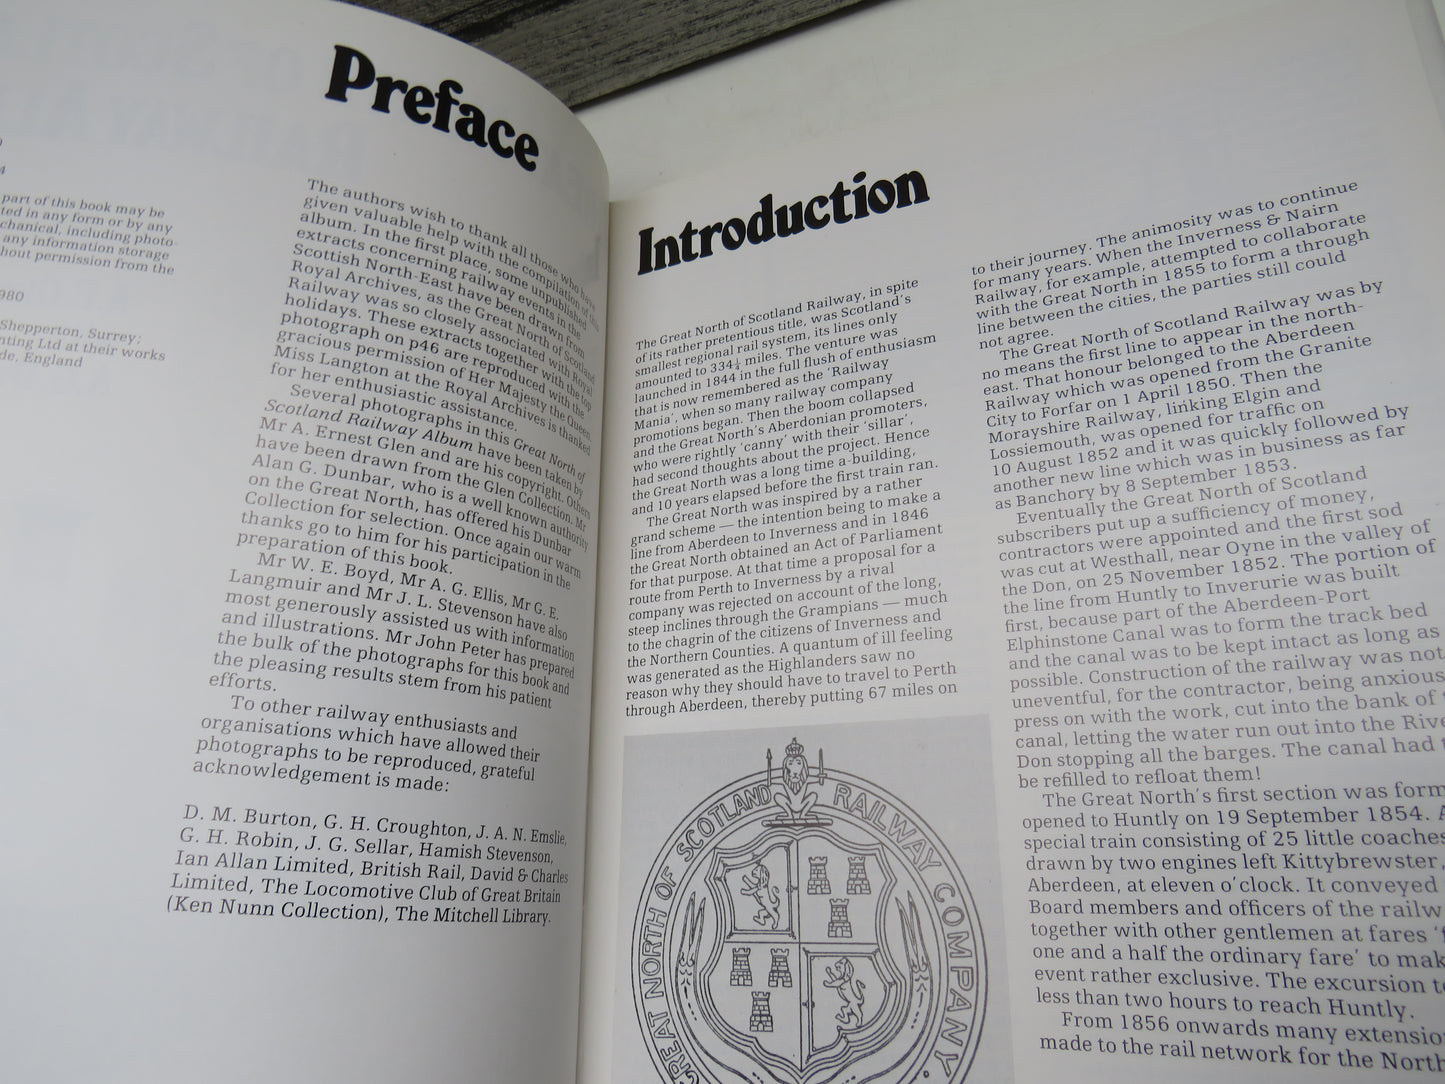 part of this book may be
ted in any form or by any
chanical, including photo-
any information storage
hout permission from the
980
Shepperton, Surrey;
nting Ltd at their works
de, England
Preface
The authors wish to thank all those who have
given valuable help with the compilation of this
album. In the first place, some unpublished
extracts concerning railway events in the
Scottish North-East have been drawn from
Royal Archives, as the Great North of Scotland
Railway was so closely associated with Royal
holidays. These extracts together with the top
photograph on p46 are reproduced with the
gracious permission of Her Majesty the Queen.
Miss Langton at the Royal Archives is thanked
for her enthusiastic assistance.
Several photographs in this Great North of
Scotland Railway Album have been taken by
Mr A. Ernest Glen and are his copyright. Others
have been drawn from the Glen Collection. Mr
Alan G. Dunbar, who is a well known authority
on the Great North, has offered his Dunbar
Collection for selection. Once again our warm
thanks go to him for his participation in the
preparation of this book.
Mr W. E. Boyd, Mr A. G. Ellis, Mr G. E.
Langmuir and Mr J. L. Stevenson have also
most generously assisted us with information
and illustrations. Mr John Peter has prepared
the bulk of the photographs for this book and
the pleasing results stem from his patient
efforts.
To other railway enthusiasts and
organisations which have allowed their
photographs to be reproduced, grateful
acknowledgement is made:
D. M. Burton, G. H. Croughton, J. A. N. Emslie,
G. H. Robin, J. G. Sellar, Hamish Stevenson,
Ian Allan Limited, British Rail, David & Charles
Limited, The Locomotive Club of Great Britain
(Ken Nunn Collection), The Mitchell Library.
Introduction
The Great North of Scotland Railway, in spite
of its rather pretentious title, was Scotland's
smallest regional rail system, its lines only
amounted to 334¼ miles. The venture was
launched in 1844 in the full flush of enthusiasm
that is now remembered as the 'Railway
Mania', when so many railway company
promotions began. Then the boom collapsed
and the Great North's Aberdonian promoters,
who were rightly 'canny' with their 'sillar',
had second thoughts about the project. Hence
the Great North was a long time a-building,
and 10 years elapsed before the first train ran.
The Great North was inspired by a rather
grand scheme — the intention being to make a
line from Aberdeen to Inverness and in 1846
the Great North obtained an Act of Parliament
for that purpose. At that time a proposal for a
route from Perth to Inverness by a rival
company was rejected on account of the long,
steep inclines through the Grampians — much
to the chagrin of the citizens of Inverness and
the Northern Counties. A quantum of ill feeling
was generated as the Highlanders saw no
reason why they should have to travel to Perth
through Aberdeen, thereby putting 67 miles on
GREAT NORTH OF SCOTLAND RAILWAY COMPANY.
to their journey. The animosity was to continue
for many years. When the Inverness & Nairn
Railway, for example, attempted to collaborate
with the Great North in 1855 to form a through
line between the cities, the parties still could
not agree.
The Great North of Scotland Railway was by
no means the first line to appear in the north-
east. That honour belonged to the Aberdeen
Railway which was opened from the Granite
City to Forfar on 1 April 1850. Then the
Morayshire Railway, linking Elgin and
Lossiemouth, was opened for traffic on
10 August 1852 and it was quickly followed by
another new line which was in business as far
as Banchory by 8 September 1853.
Eventually the Great North of Scotland
subscribers put up a sufficiency of money,
contractors were appointed and the first sod
was cut at Westhall, near Oyne in the valley of
the Don, on 25 November 1852. The portion of
the line from Huntly to Inverurie was built
first, because part of the Aberdeen-Port
Elphinstone Canal was to form the track bed
and the canal was to be kept intact as long as
possible. Construction of the railway was not
uneventful, for the contractor, being anxious
press on with the work, cut into the bank of
canal, letting the water run out into the Rive
Don stopping all the barges. The canal had t
be refilled to refloat them!
The Great North's first section was form
opened to Huntly on 19 September 1854. A
special train consisting of 25 little coaches
drawn by two engines left Kittybrewster,
Aberdeen, at eleven o'clock. It conveyed
Board members and officers of the railw
together with other gentlemen at fares '
one and a half the ordinary fare' to mak
event rather exclusive. The excursion t
less than two hours to reach Huntly.
From 1856 onwards many extension
made to the rail network for the North